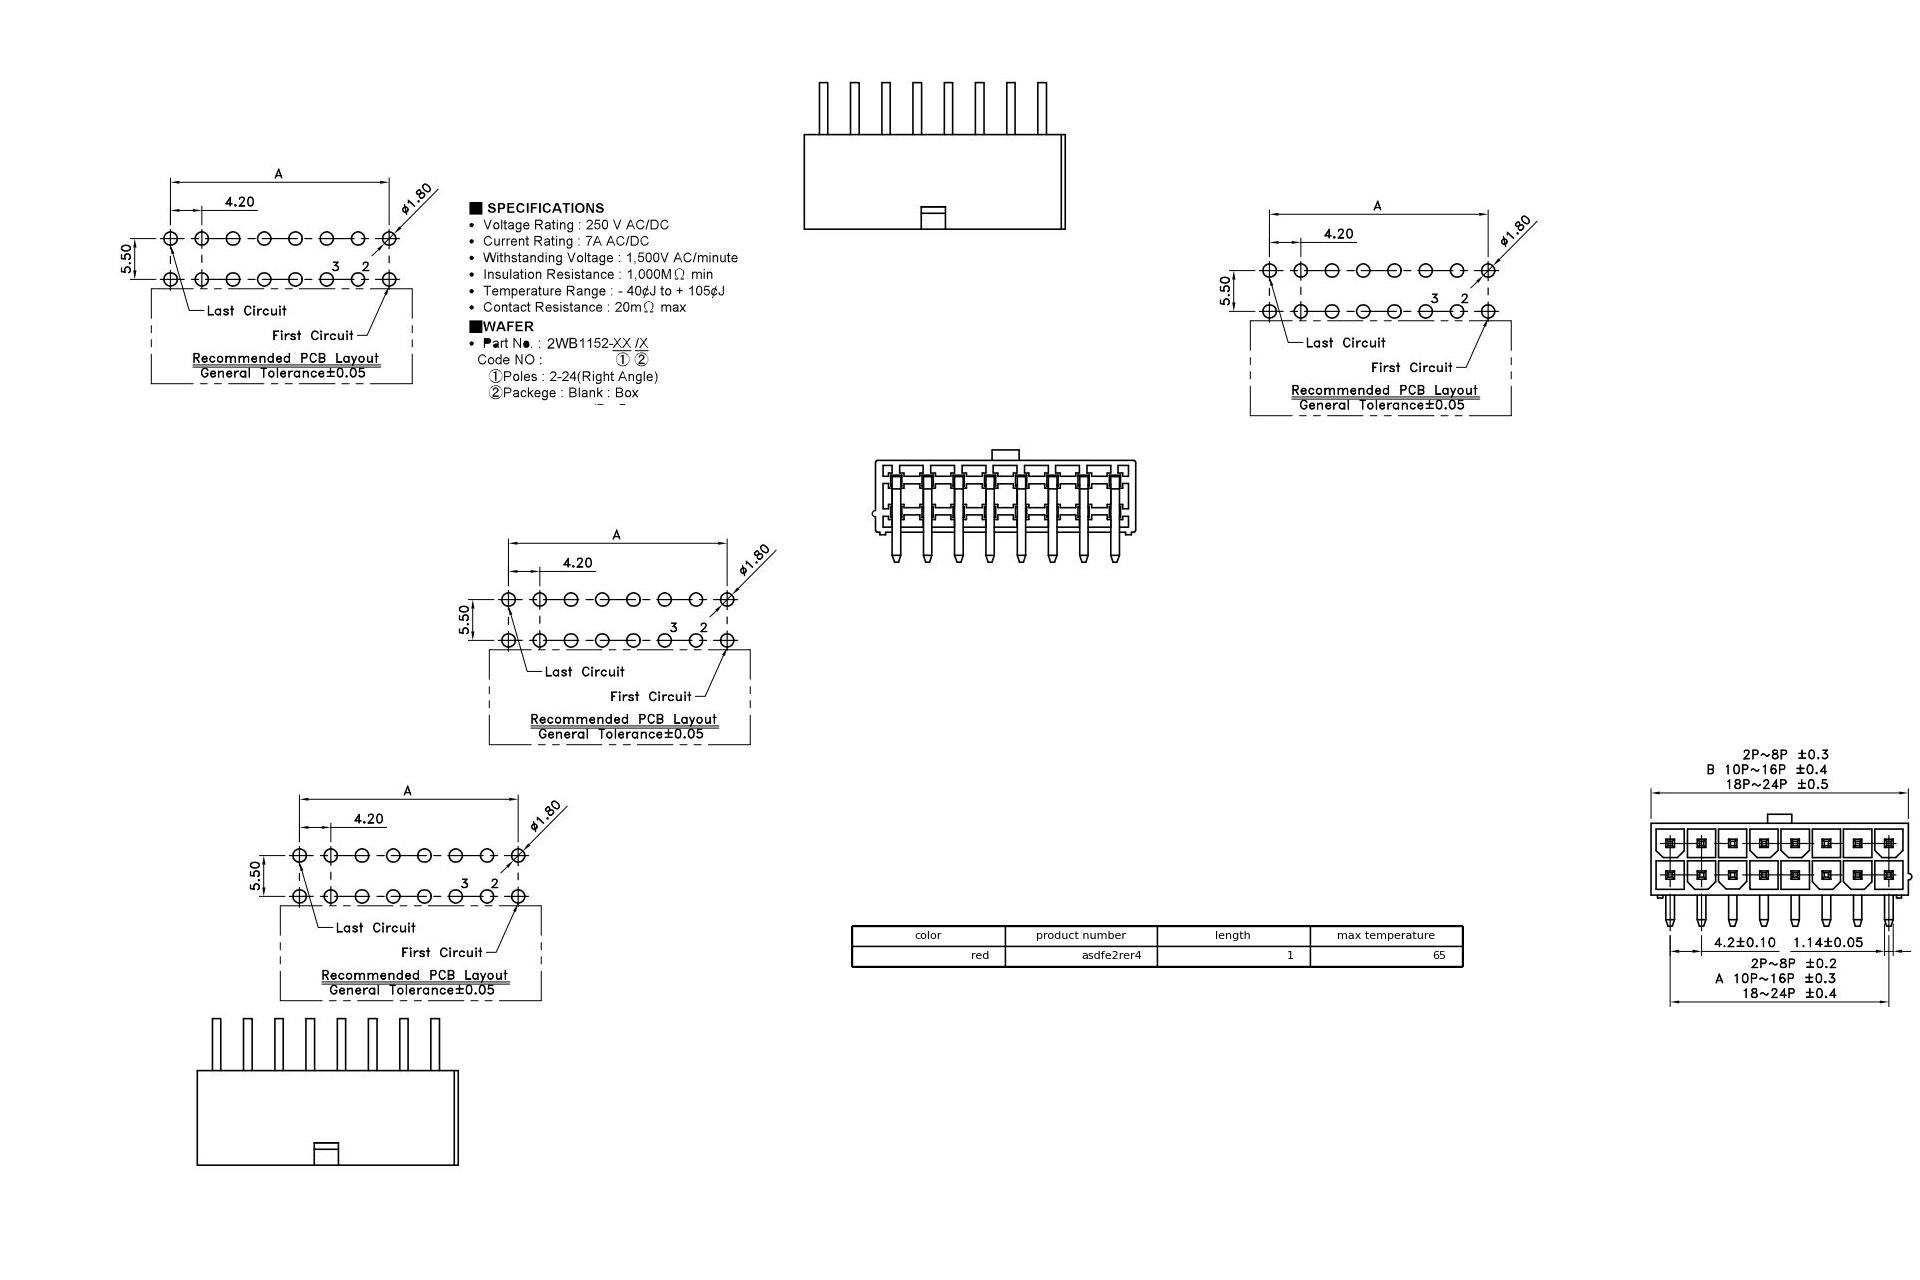 A
4.20
ø1.80
5.50
3 2
Last Circuit
First Circuit
Recommended PCB Layout
General Tolerance±0.05
■ SPECIFICATIONS
• Voltage Rating : 250 V AC/DC
• Current Rating : 7A AC/DC
• Withstanding Voltage : 1,500V AC/minute
• Insulation Resistance : 1,000MΩ min
• Temperature Range : - 40¢J to + 105¢J
• Contact Resistance : 20mΩ max
■WAFER
• Part No. : 2WB1152-XX /X
Code NO : ① ②
①Poles : 2-24(Right Angle)
②Packege : Blank : Box
A
4.20
ø1.80
5.50
3 2
Last Circuit
First Circuit
Recommended PCB Layout
General Tolerance±0.05
A
4.20
ø1.80
5.50
3 2
Last Circuit
First Circuit
Recommended PCB Layout
General Tolerance±0.05
A
4.20
ø1.80
5.50
3 2
Last Circuit
First Circuit
Recommended PCB Layout
General Tolerance±0.05
2P~8P ±0.3
B 10P~16P ±0.4
18P~24P ±0.5
4.2±0.10 1.14±0.05
2P~8P ±0.2
A 10P~16P ±0.3
18~24P ±0.4
color product number length max temperature
red asdfe2rer4 1 65